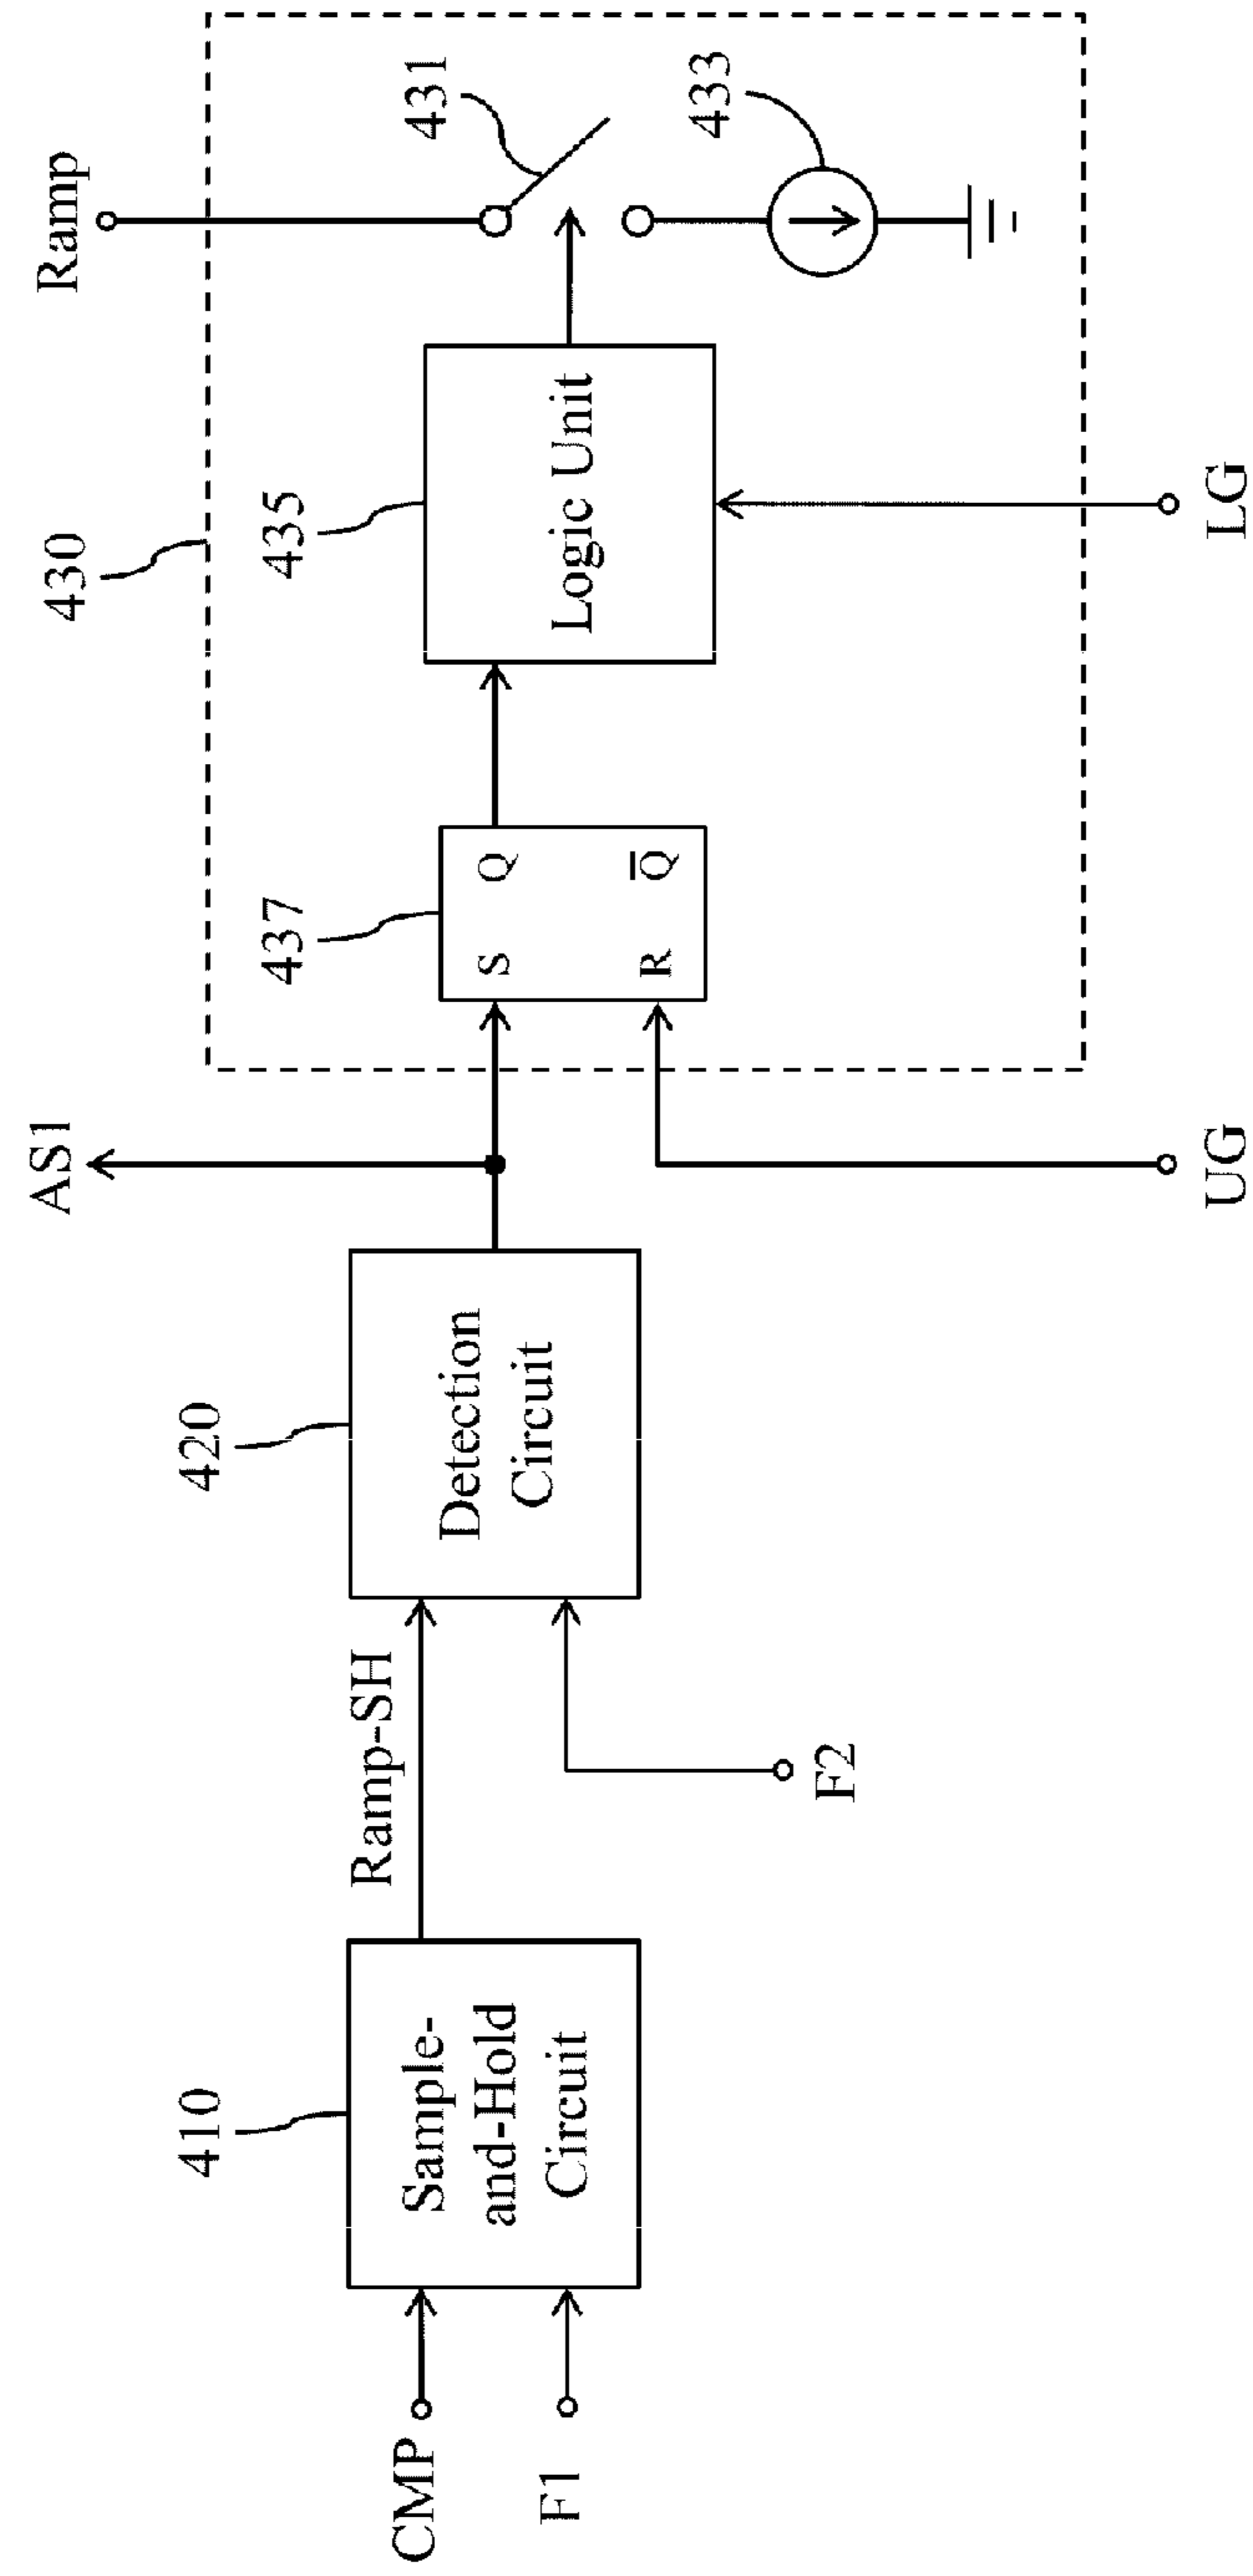 CMP
F1
410
Sample-
and-Hold
Circuit
Ramp-SH
F2
420
Detection
Circuit
AS1
UG
437
S
Q
R
Q̅
430
435
Logic Unit
LG
Ramp
431
433